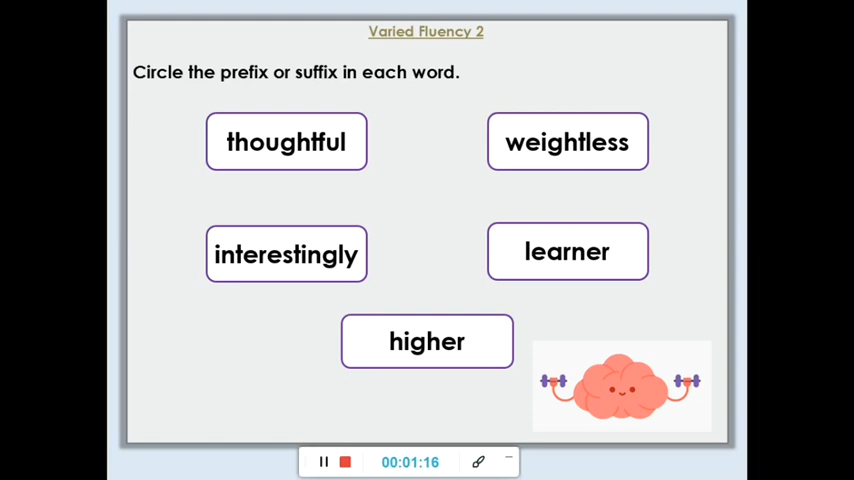 Varied Fluency 2
Circle the prefix or suffix in each word.
thoughtful
weightless
interestingly
learner
higher
00:01:16